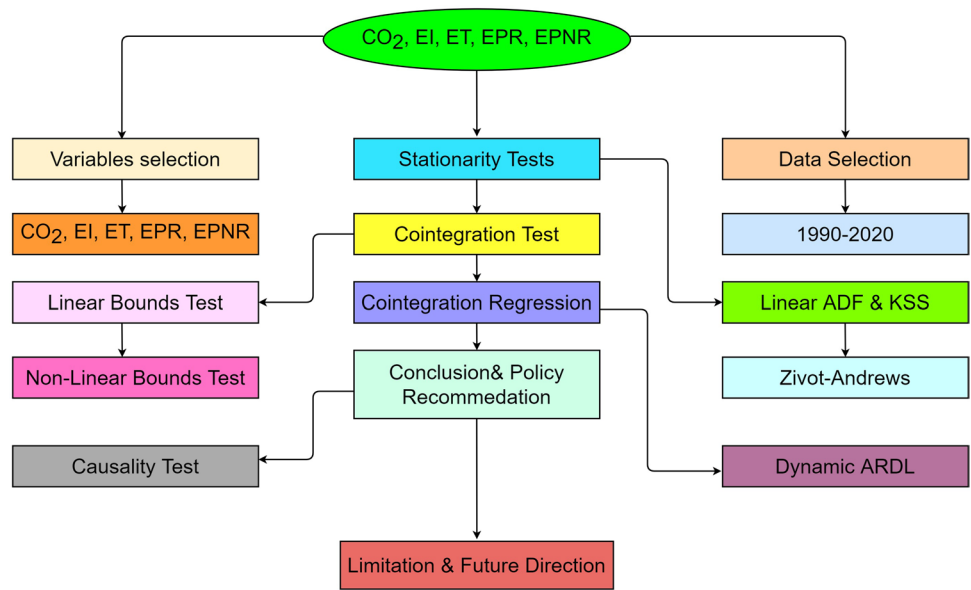 CO2, EI, ET, EPR, EPNR
Variables selection
Stationarity Tests
Data Selection
CO2, EI, ET, EPR, EPNR
Cointegration Test
1990-2020
Linear Bounds Test
Cointegration Regression
Linear ADF & KSS
Non-Linear Bounds Test
Conclusion& Policy
Recommedation
Zivot-Andrews
Causality Test
Dynamic ARDL
Limitation & Future Direction